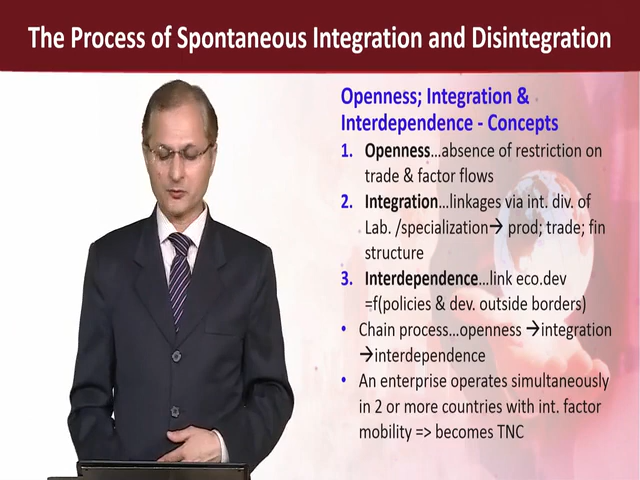 The Process of Spontaneous Integration and Disintegration
Openness; Integration &
Interdependence - Concepts
1. Openness...absence of restriction on
trade & factor flows
2. Integration...linkages via int. div. of
Lab. /specialization→ prod; trade; fin
structure
3. Interdependence...link eco.dev
=f(policies & dev. outside borders)
• Chain process...openness →integration
→interdependence
• An enterprise operates simultaneously
in 2 or more countries with int. factor
mobility => becomes TNC